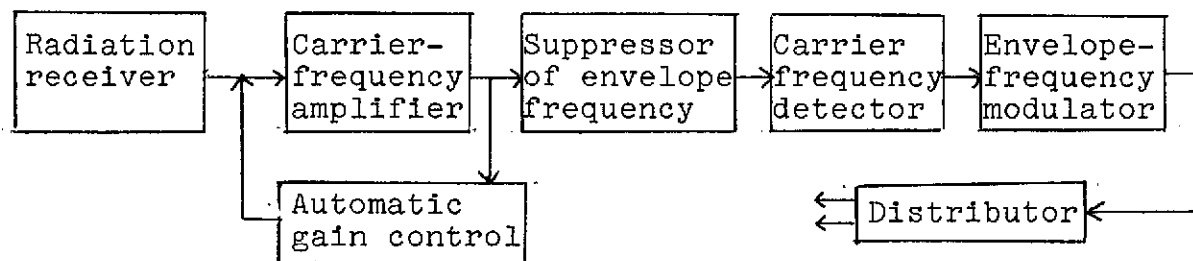 Radiation
receiver
Carrier-
frequency
amplifier
Suppressor
of envelope
frequency
Carrier
frequency
detector
Envelope-
frequency
modulator
Automatic
gain control
Distributor